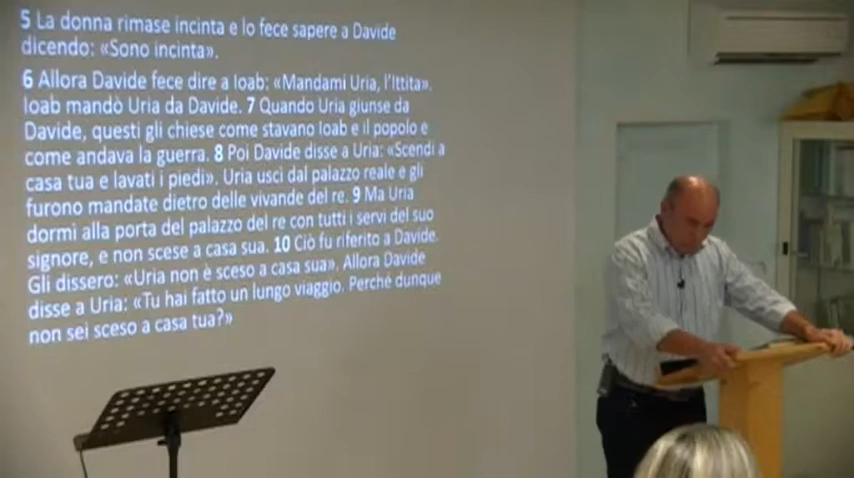 5 La donna rimase incinta e lo fece sapere a Davide
dicendo: «Sono incinta».
6 Allora Davide fece dire a Ioab: «Mandami Uria, l'Ittita».
Ioab mandò Uria da Davide. 7 Quando Uria giunse da
Davide, questi gli chiese come stavano Ioab e il popolo e
come andava la guerra. 8 Poi Davide disse a Uria: «Scendi a
casa tua e lavati i piedi». Uria uscì dal palazzo reale e gli
furono mandate dietro delle vivande del re. 9 Ma Uria
dormì alla porta del palazzo del re con tutti i servi del suo
signore, e non scese a casa sua. 10 Ciò fu riferito a Davide.
Gli dissero: «Uria non è sceso a casa sua». Allora Davide
disse a Uria: «Tu hai fatto un lungo viaggio. Perché dunque
non sei sceso a casa tua?»